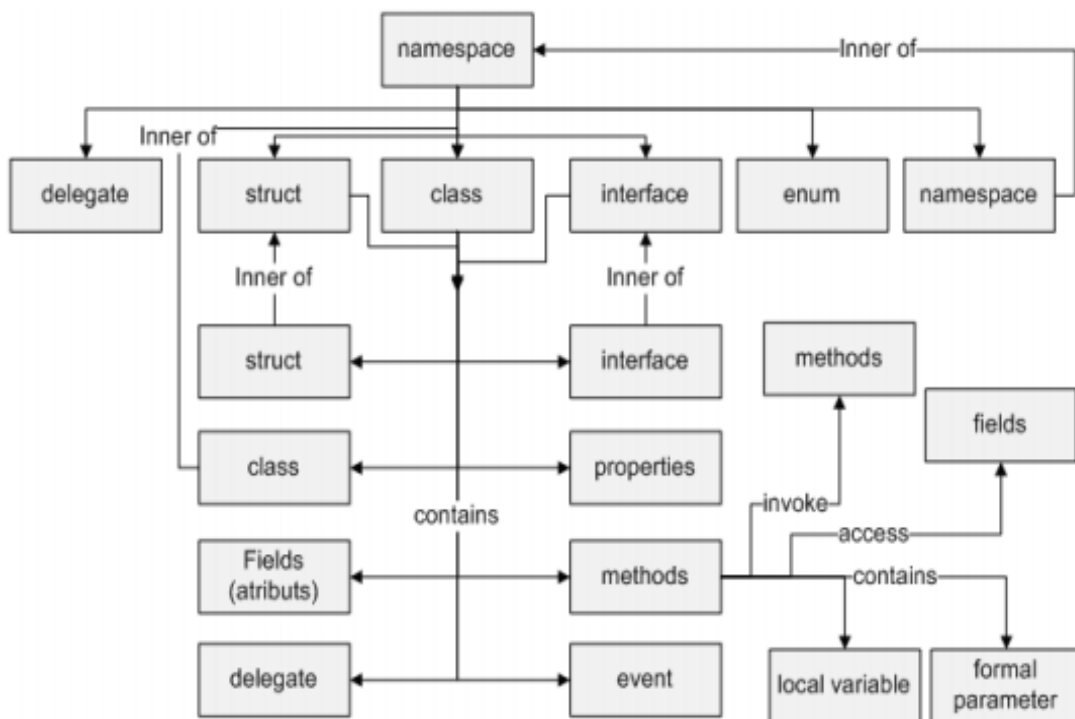 namespace
Inner of
Inner of
delegate
struct
class
interface
enum
namespace
Inner of
Inner of
struct
interface
methods
fields
class
properties
invoke
contains
access
Fields
(atributs)
methods
contains
delegate
event
local variable
formal
parameter